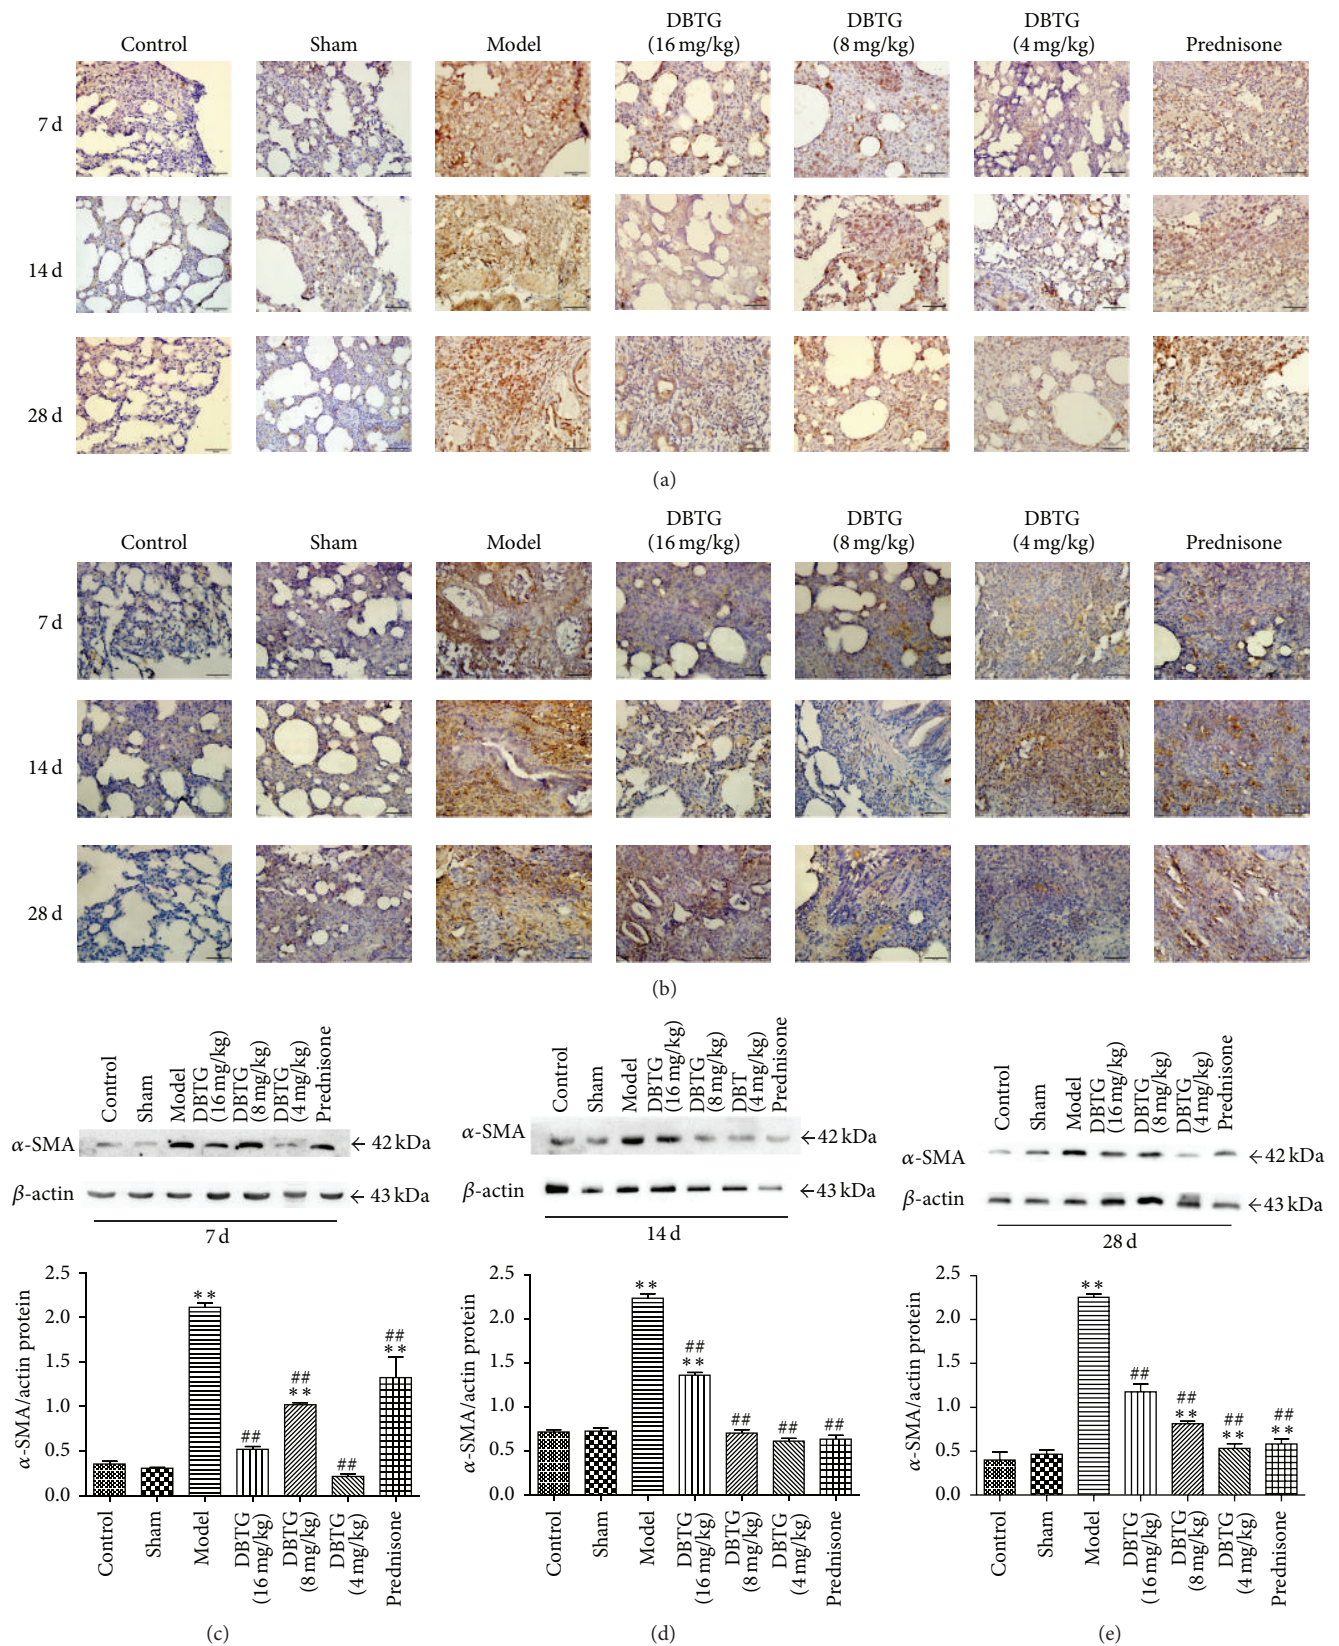 Control Sham Model DBTG (16 mg/kg) DBTG (8 mg/kg) DBTG (4 mg/kg) Prednisone
7 d
14 d
28 d
(a)
Control Sham Model DBTG (16 mg/kg) DBTG (8 mg/kg) DBTG (4 mg/kg) Prednisone
7 d
14 d
28 d
(b)
Control Sham Model DBTG (16 mg/kg) DBTG (8 mg/kg) DBTG (4 mg/kg) Prednisone
α-SMA ←42 kDa
β-actin ←43 kDa
7 d
Control Sham Model DBTG (16 mg/kg) DBTG (8 mg/kg) DBT (4 mg/kg) Prednisone
α-SMA ←42 kDa
β-actin ←43 kDa
14 d
Control Sham Model DBTG (16 mg/kg) DBTG (8 mg/kg) DBTG (4 mg/kg) Prednisone
α-SMA ←42 kDa
β-actin ←43 kDa
28 d
α-SMA/actin protein
2.5
2.0
1.5
1.0
0.5
0.0
**
##
##
**
##
##
**
Control Sham Model DBTG (16 mg/kg) DBTG (8 mg/kg) DBTG (4 mg/kg) Prednisone
(c)
α-SMA/actin protein
2.5
2.0
1.5
1.0
0.5
0.0
**
##
**
##
##
##
Control Sham Model DBTG (16 mg/kg) DBTG (8 mg/kg) DBTG (4 mg/kg) Prednisone
(d)
α-SMA/actin protein
2.5
2.0
1.5
1.0
0.5
0.0
**
##
##
**
##
**
##
**
Control Sham Model DBTG (16 mg/kg) DBTG (8 mg/kg) DBTG (4 mg/kg) Prednisone
(e)